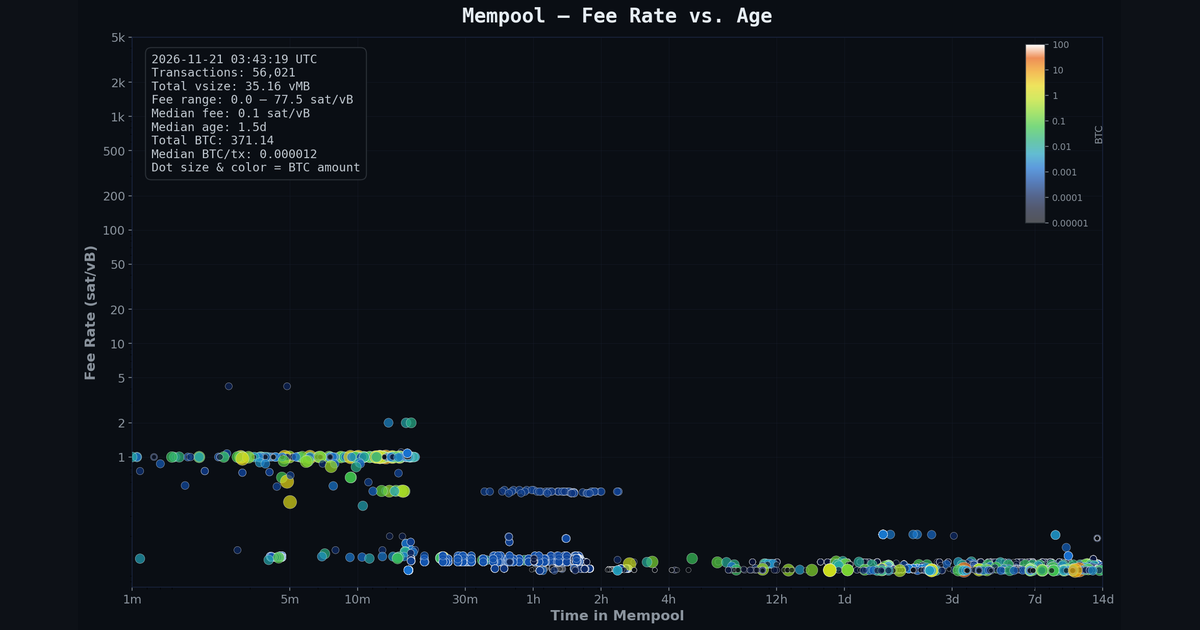 Mempool — Fee Rate vs. Age
2026-11-21 03:43:19 UTC
Transactions: 56,021
Total vsize: 35.16 vMB
Fee range: 0.0 — 77.5 sat/vB
Median fee: 0.1 sat/vB
Median age: 1.5d
Total BTC: 371.14
Median BTC/tx: 0.000012
Dot size & color = BTC amount
5k
2k
1k
500
200
100
50
20
10
5
2
1
Fee Rate (sat/vB)
100
10
1
0.1
0.01
0.001
0.0001
0.00001
BTC
1m
5m
10m
30m
1h
2h
4h
12h
1d
3d
7d
14d
Time in Mempool